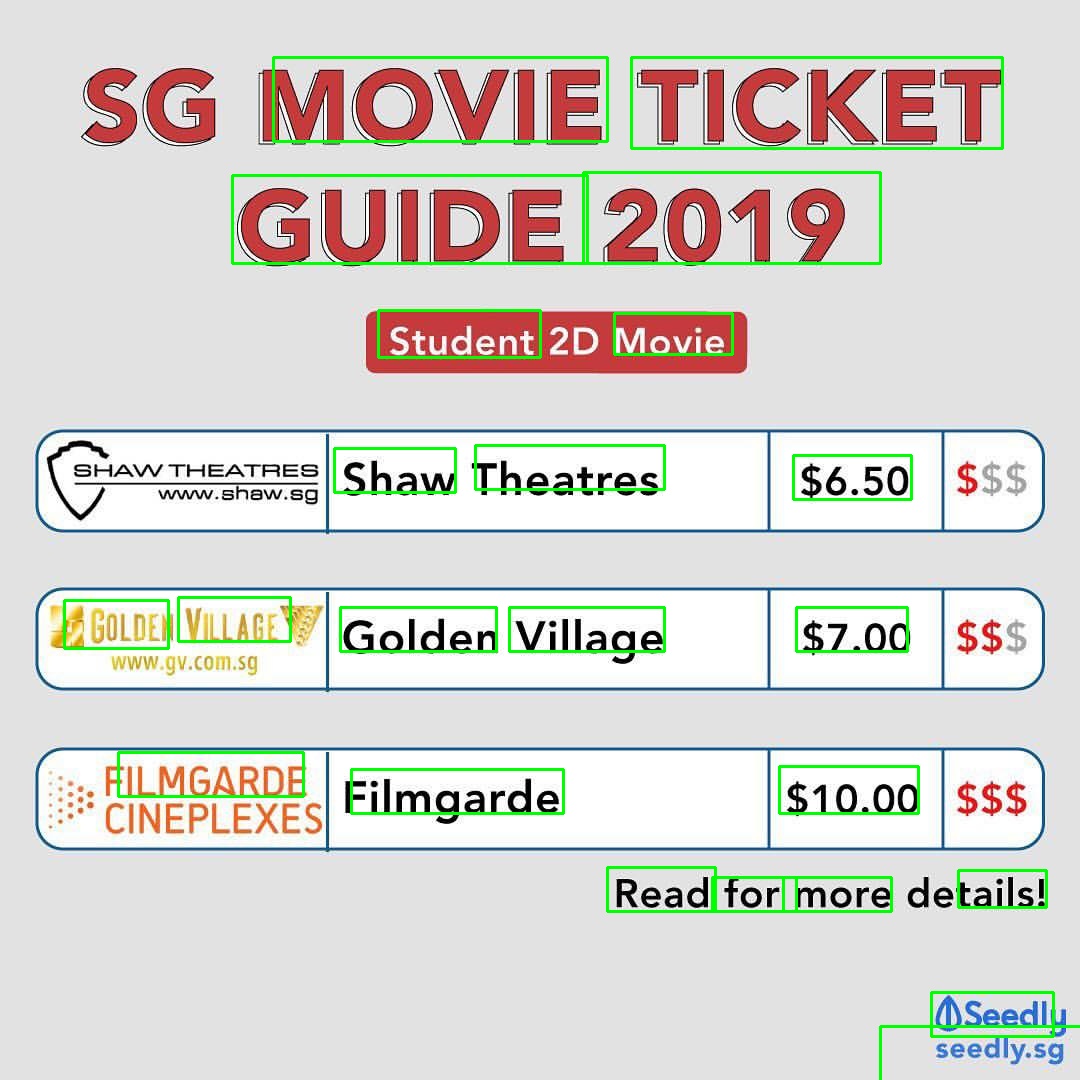 SG MOVIE TICKET
GUIDE 2019
Student 2D Movie
SHAW THEATRES
www.shaw.sg
Shaw Theatres $6.50 $$$
GOLDEN VILLAGE
www.gv.com.sg
Golden Village $7.00 $$$
FILMGARDE
CINEPLEXES
Filmgarde $10.00 $$$
Read for more details!
Seedly
seedly.sg